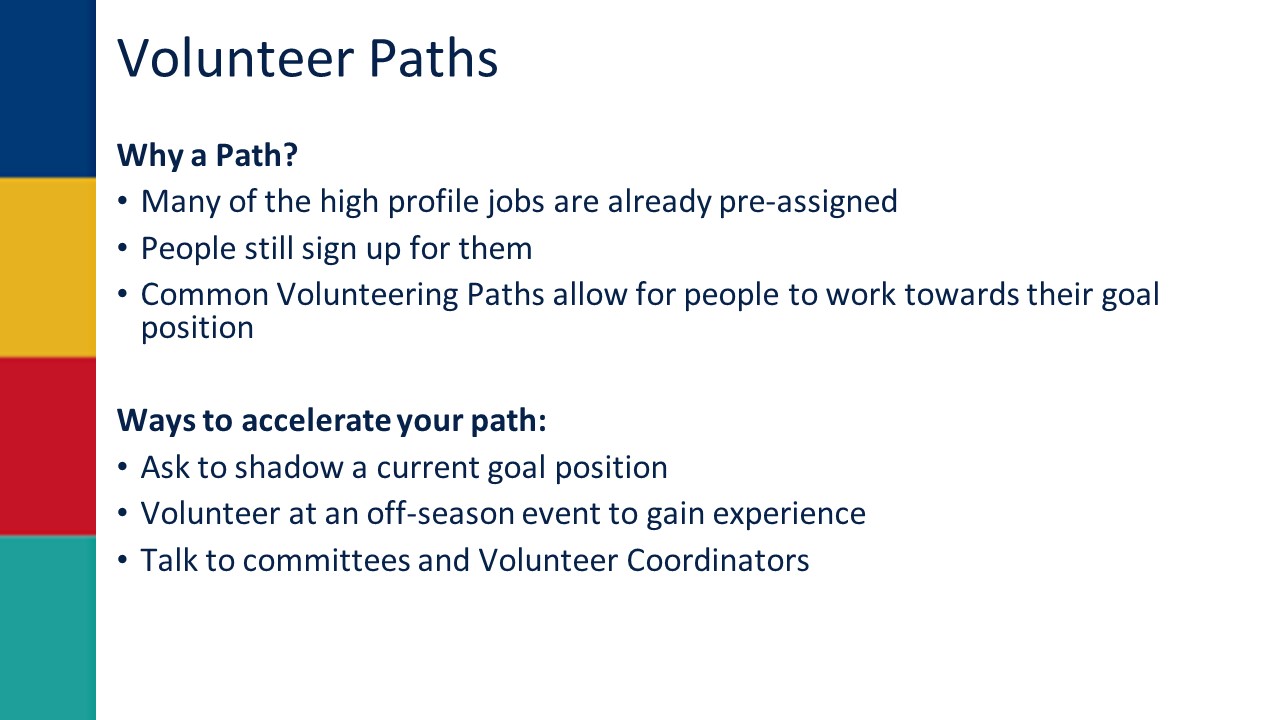 Volunteer Paths
Why a Path?
• Many of the high profile jobs are already pre-assigned
• People still sign up for them
• Common Volunteering Paths allow for people to work towards their goal
position
Ways to accelerate your path:
• Ask to shadow a current goal position
• Volunteer at an off-season event to gain experience
• Talk to committees and Volunteer Coordinators